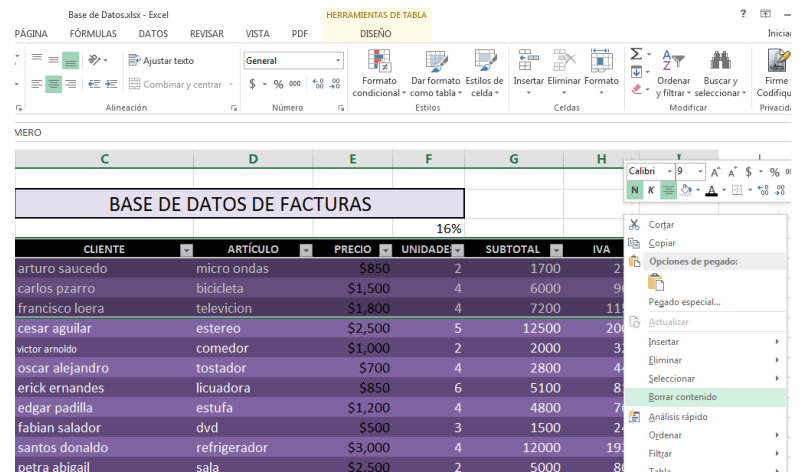 Base de Datos.xlsx - Excel
HERRAMIENTAS DE TABLA
?
PÁGINA FÓRMULAS DATOS REVISAR VISTA PDF DISEÑO Iniciar
Ajustar texto
General
Combinar y centrar
$ % 000
Formato condicional
Dar formato como tabla
Estilos de celda
Insertar Eliminar Formato
Ordenar y filtrar
Buscar y seleccionar
Alineación Número Estilos Celdas Modificar
MERO
C D E F G H
Calibri 9 A A $ %
N K A
BASE DE DATOS DE FACTURAS
16%
CLIENTE ARTÍCULO PRECIO UNIDADE SUBTOTAL IVA
arturo saucedo micro ondas $850 2 1700
carlos pzarro bicicleta $1,500 4 6000
francisco loera television $1,800 4 7200
cesar aguilar estereo $2,500 5 12500
victor arnoldo comedor $1,000 2 2000
oscar alejandro tostador $700 4 2800
erick ernandes licuadora $850 6 5100
edgar padilla estufa $1,200 4 4800
fabian salador dvd $500 3 1500
santos donaldo refrigerador $3,000 4 12000
petra abigail sala $2,500 2 5000
Cortar
Copiar
Opciones de pegado:
Pegado especial...
Actualizar
Insertar
Eliminar
Seleccionar
Borrar contenido
Análisis rápido
Ordenar
Filtrar
Tabla